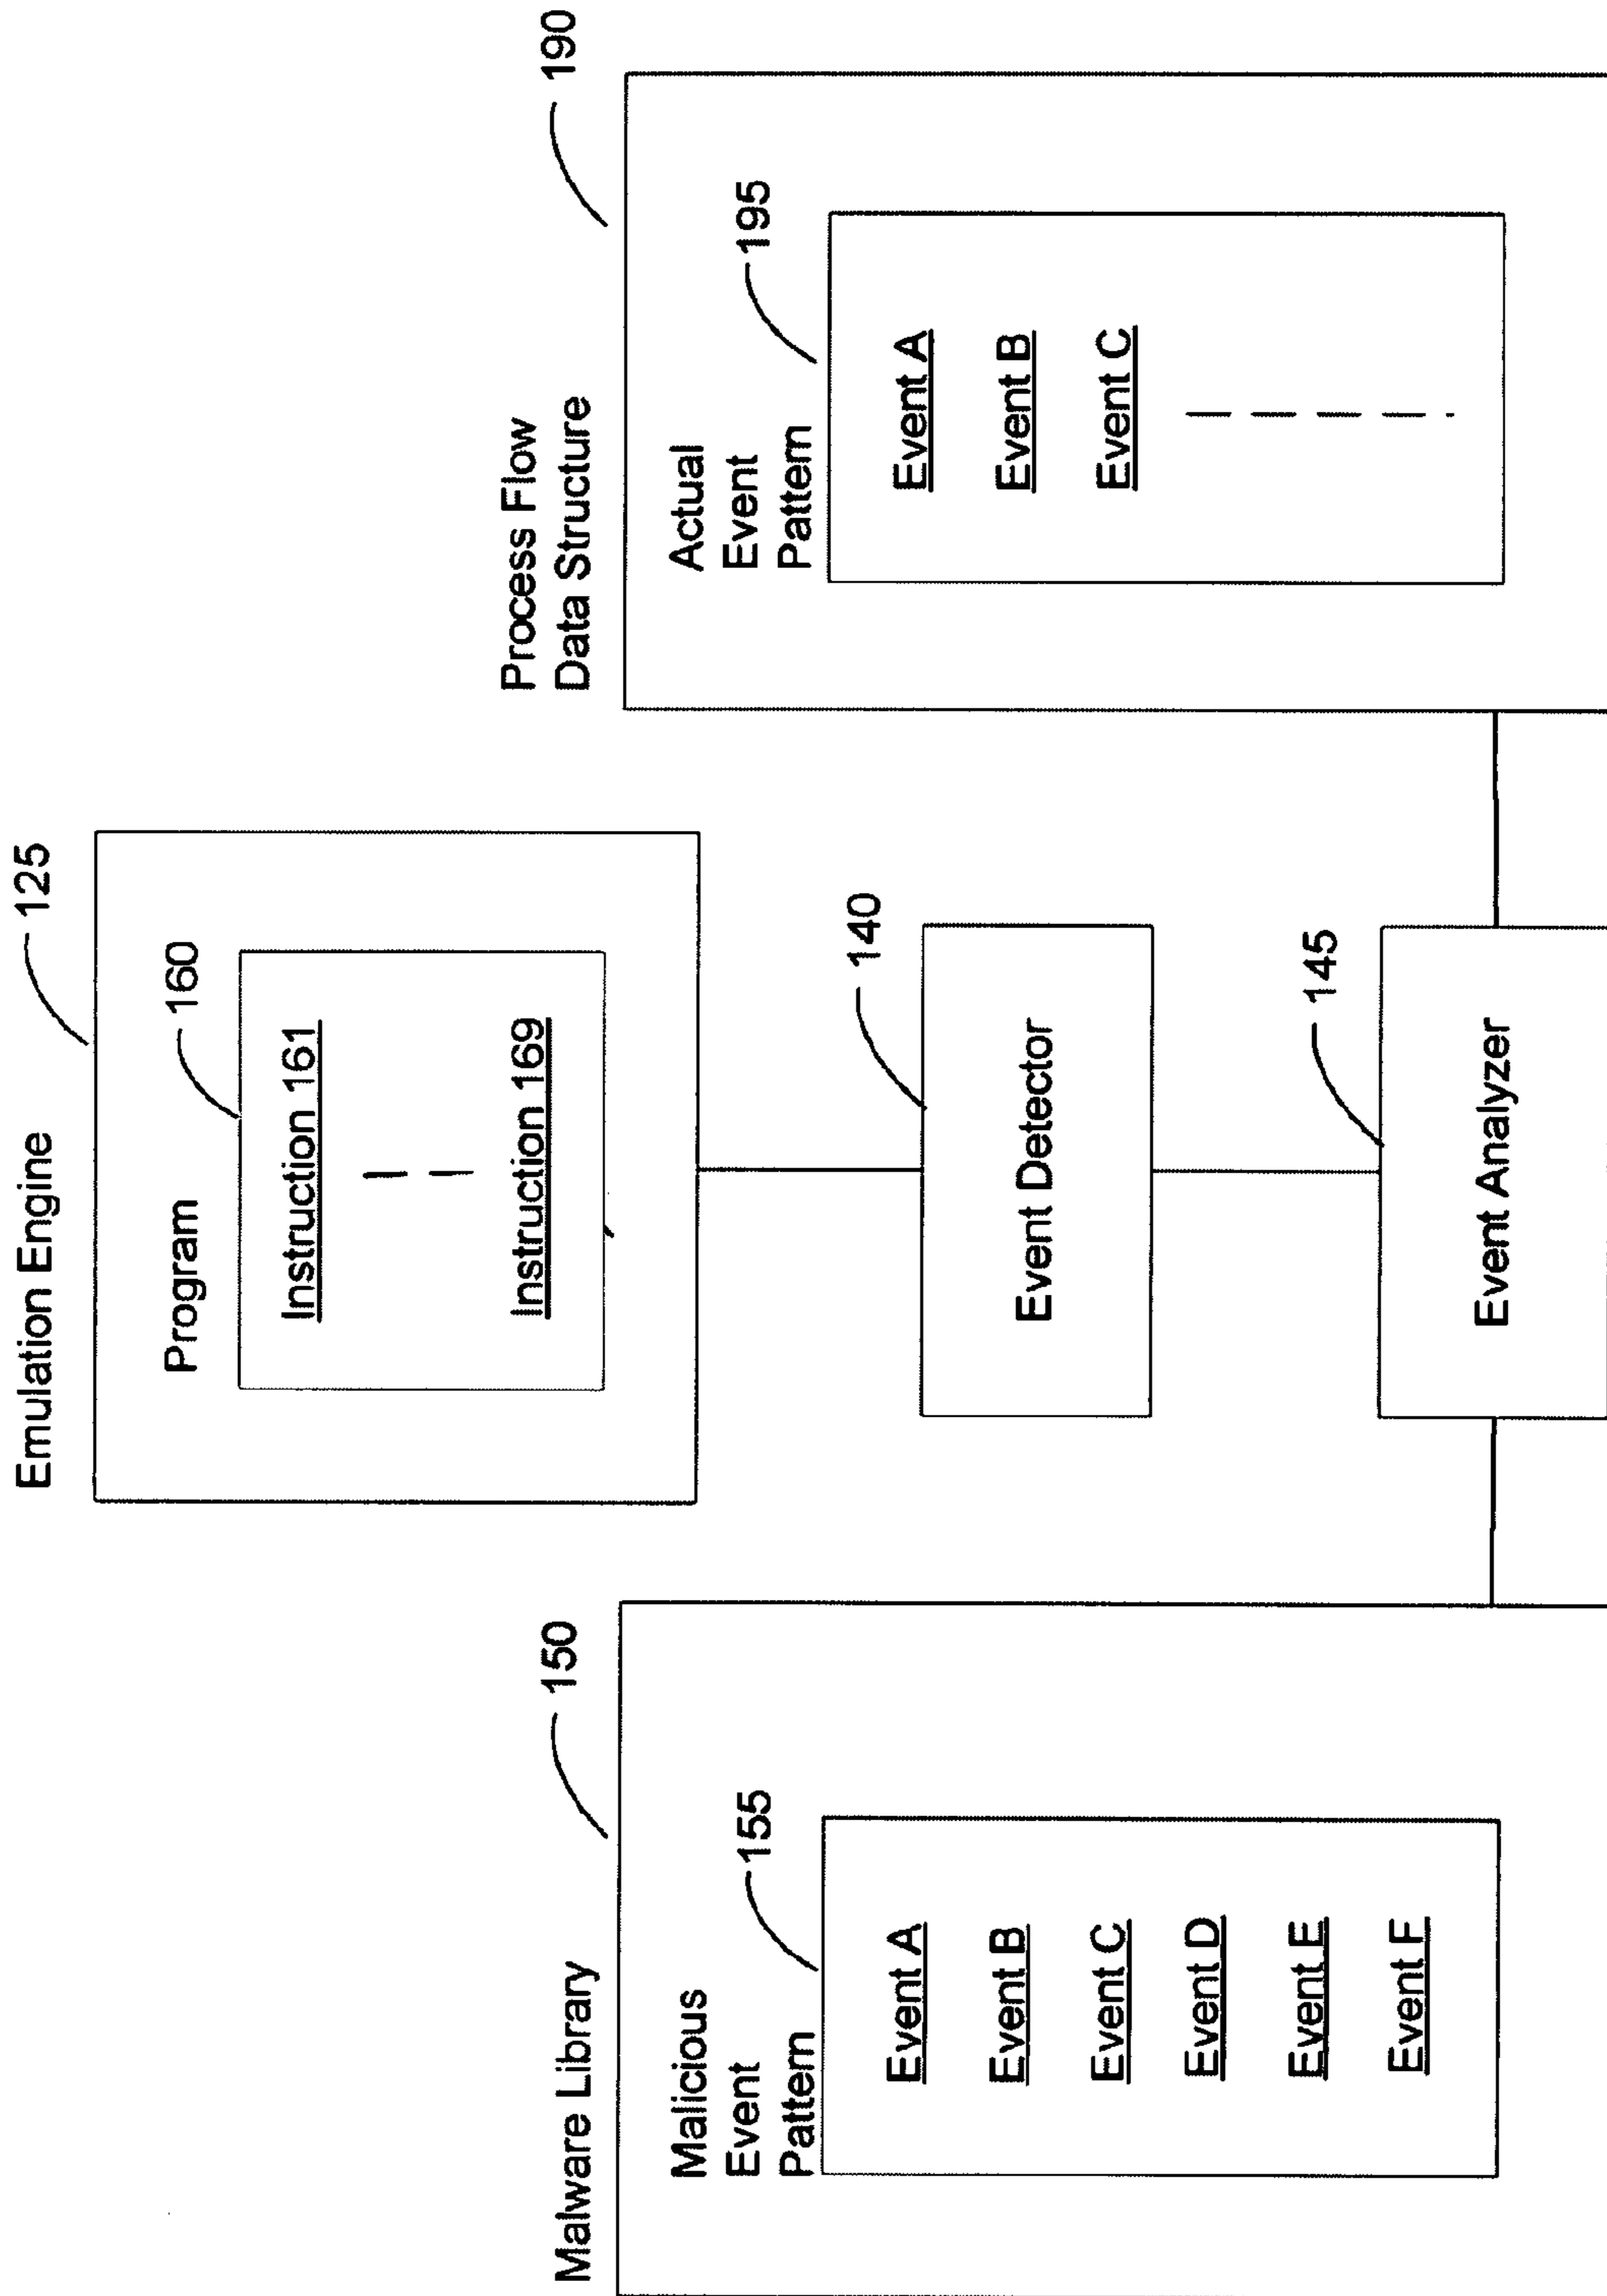 Emulation Engine
125
Program
160
Instruction 161
Instruction 169
Malware Library
150
Malicious
Event
Pattern
155
Event A
Event B
Event C
Event D
Event E
Event F
Event Detector
140
Event Analyzer
145
Process Flow
Data Structure
190
Actual
Event
Pattern
195
Event A
Event B
Event C